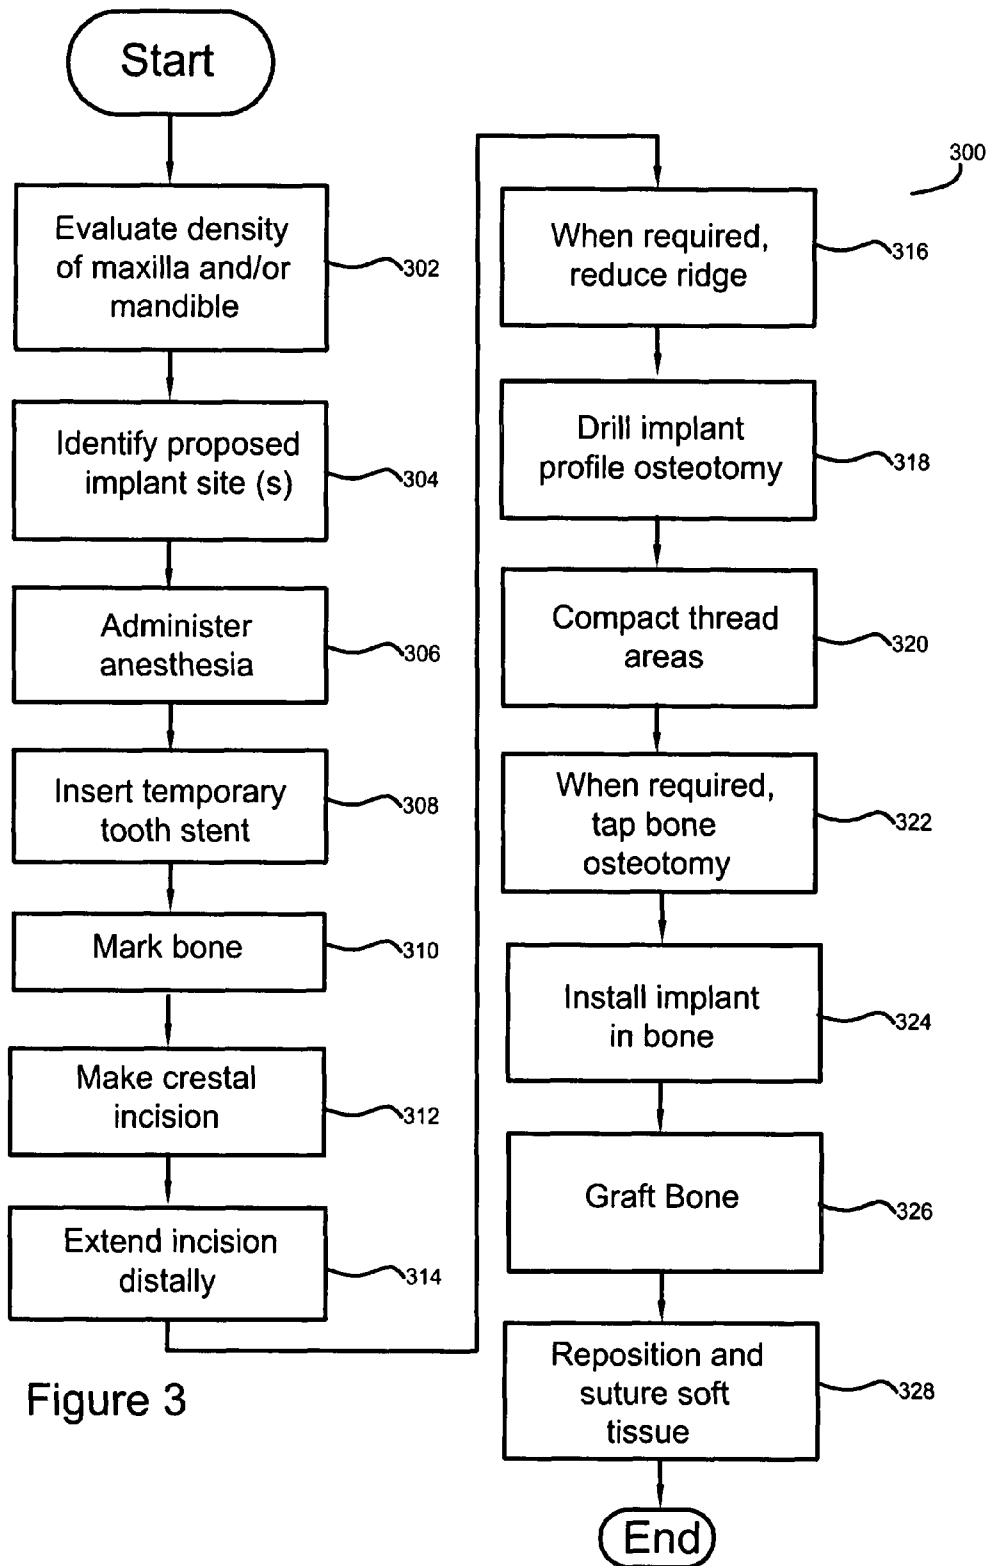 Start
Evaluate density
of maxilla and/or
mandible
302
Identify proposed
implant site (s)
304
Administer
anesthesia
306
Insert temporary
tooth stent
308
Mark bone
310
Make crestal
incision
312
Extend incision
distally
314
300
When required,
reduce ridge
316
Drill implant
profile osteotomy
318
Compact thread
areas
320
When required,
tap bone
osteotomy
322
Install implant
in bone
324
Graft Bone
326
Reposition and
suture soft
tissue
328
End
Figure 3